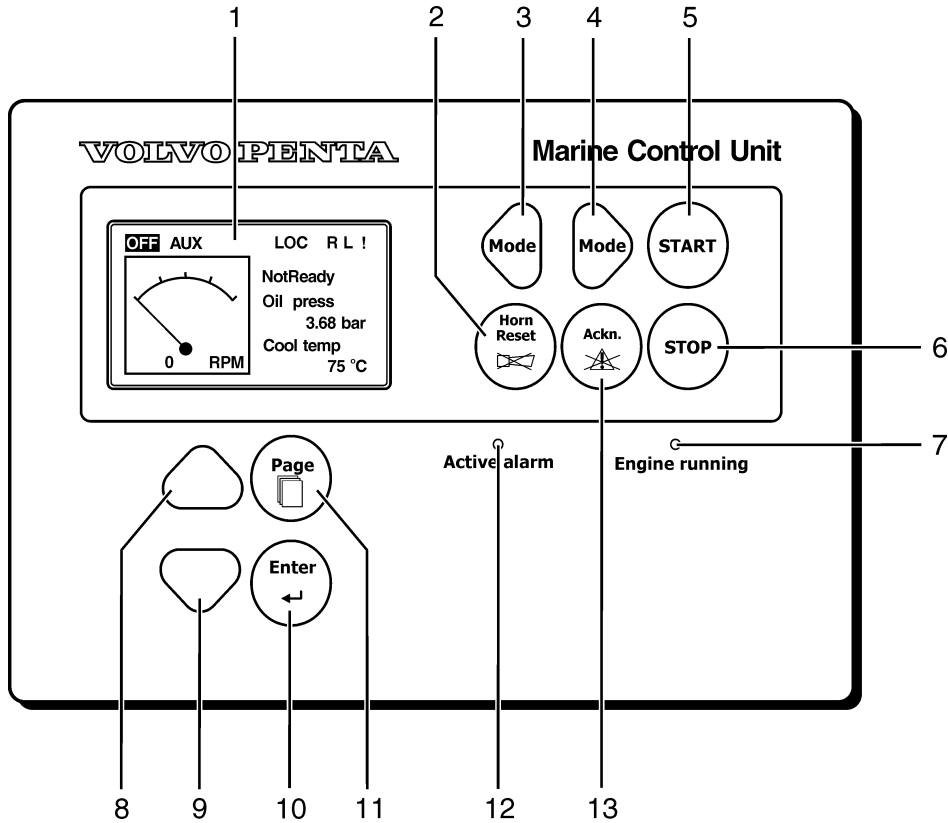 1 2 3 4 5
VOLVO PENTA Marine Control Unit
OFF AUX LOC R L !
NotReady
Oil press
3.68 bar
Cool temp
75 °C
0 RPM
Mode Mode START
Horn
Reset
Ackn.
STOP
6
7
Active alarm Engine running
Page
Enter
8 9 10 11 12 13